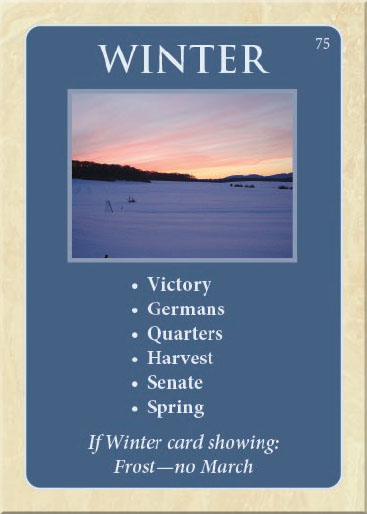 75
WINTER
• Victory
• Germans
• Quarters
• Harvest
• Senate
• Spring
If Winter card showing:
Frost—no March